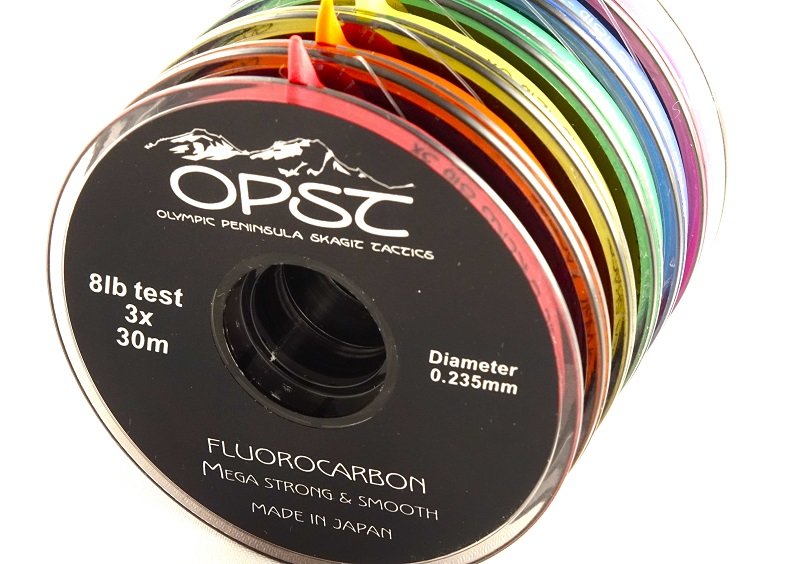 OPST
OLYMPIC PENINSULA SKAGIT TACTICS
8lb test
3x
30m
Diameter
0.235mm
FLUOROCARBON
MEGA STRONG & SMOOTH
MADE IN JAPAN